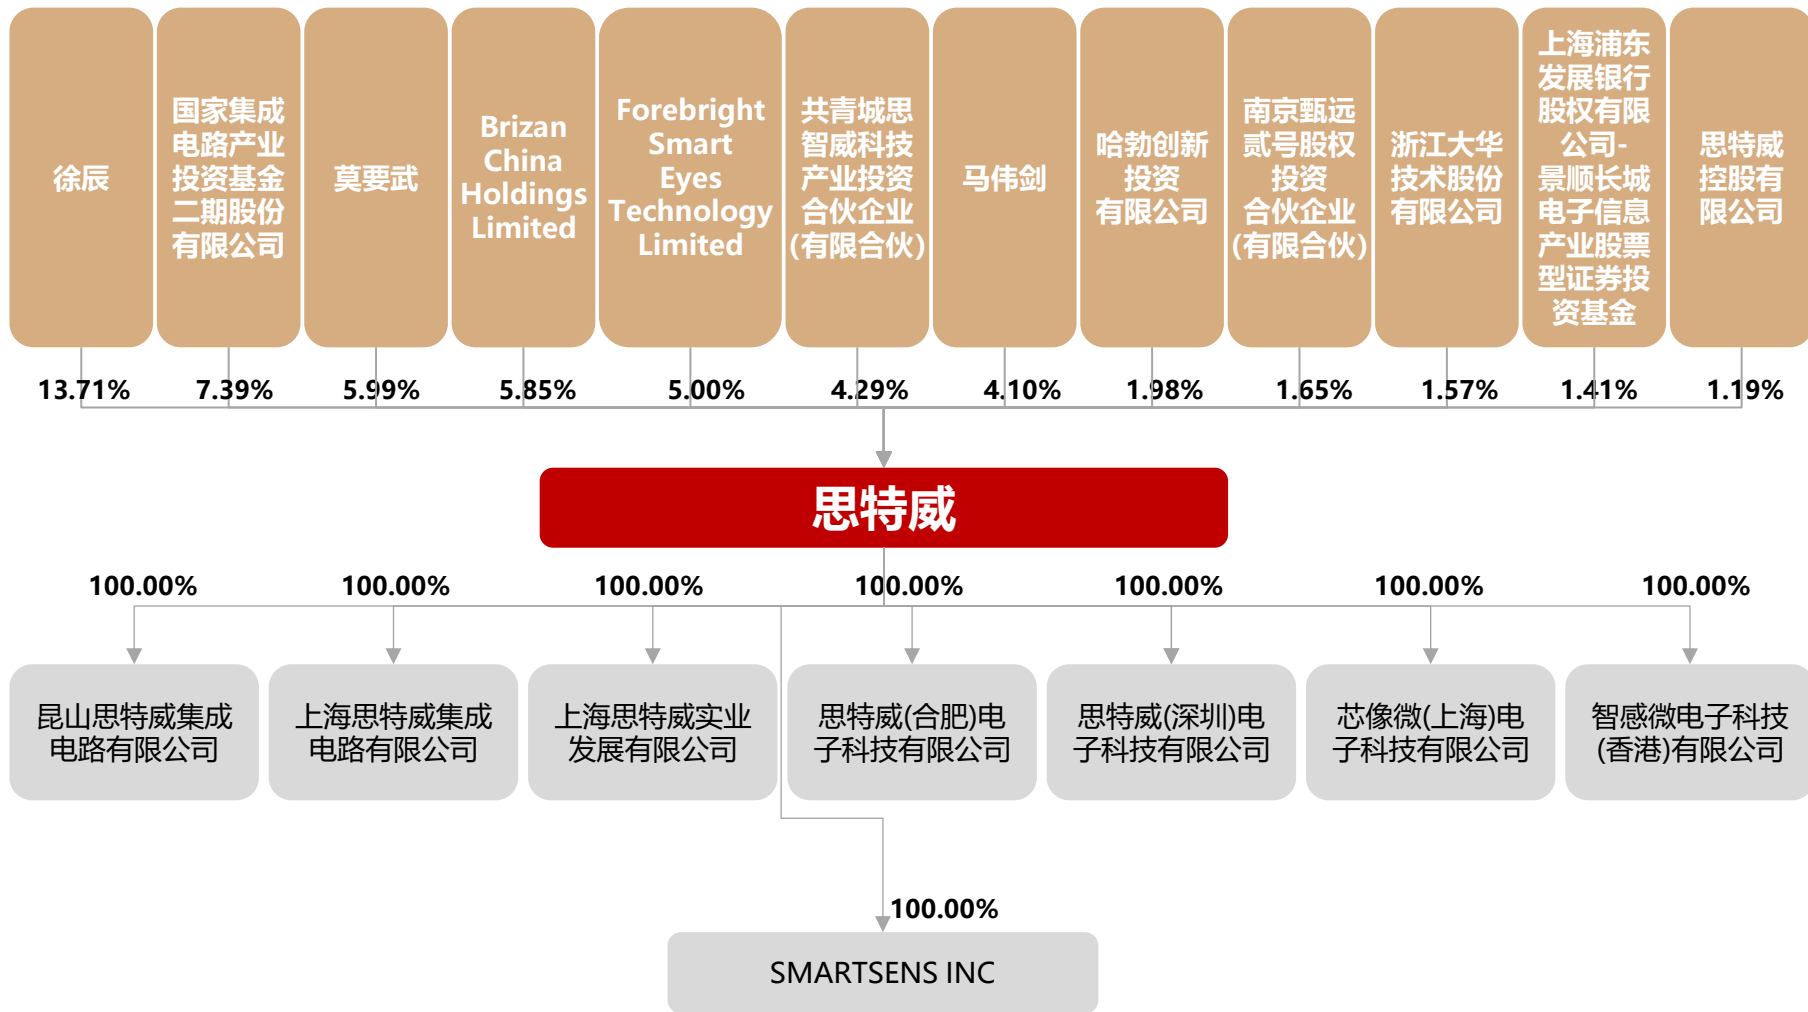 徐辰
国家集成
电路产业
投资基金
二期股份
有限公司
莫要武
Brizan
China
Holdings
Limited
Forebright
Smart
Eyes
Technology
Limited
共青城思
智威科技
产业投资
合伙企业
(有限合伙)
马伟剑
哈勃创新
投资
有限公司
南京甄远
贰号股权
投资
合伙企业
(有限合伙)
浙江大华
技术股份
有限公司
上海浦东
发展银行
股权有限
公司-
景顺长城
电子信息
产业股票
型证券投
资基金
思特威
控股有
限公司
13.71%
7.39%
5.99%
5.85%
5.00%
4.29%
4.10%
1.98%
1.65%
1.57%
1.41%
1.19%
思特威
100.00%
100.00%
100.00%
100.00%
100.00%
100.00%
100.00%
昆山思特威集成
电路有限公司
上海思特威集成
电路有限公司
上海思特威实业
发展有限公司
思特威(合肥)电
子科技有限公司
思特威(深圳)电
子科技有限公司
芯像微(上海)电
子科技有限公司
智感微电子科技
(香港)有限公司
100.00%
SMARTSENS INC